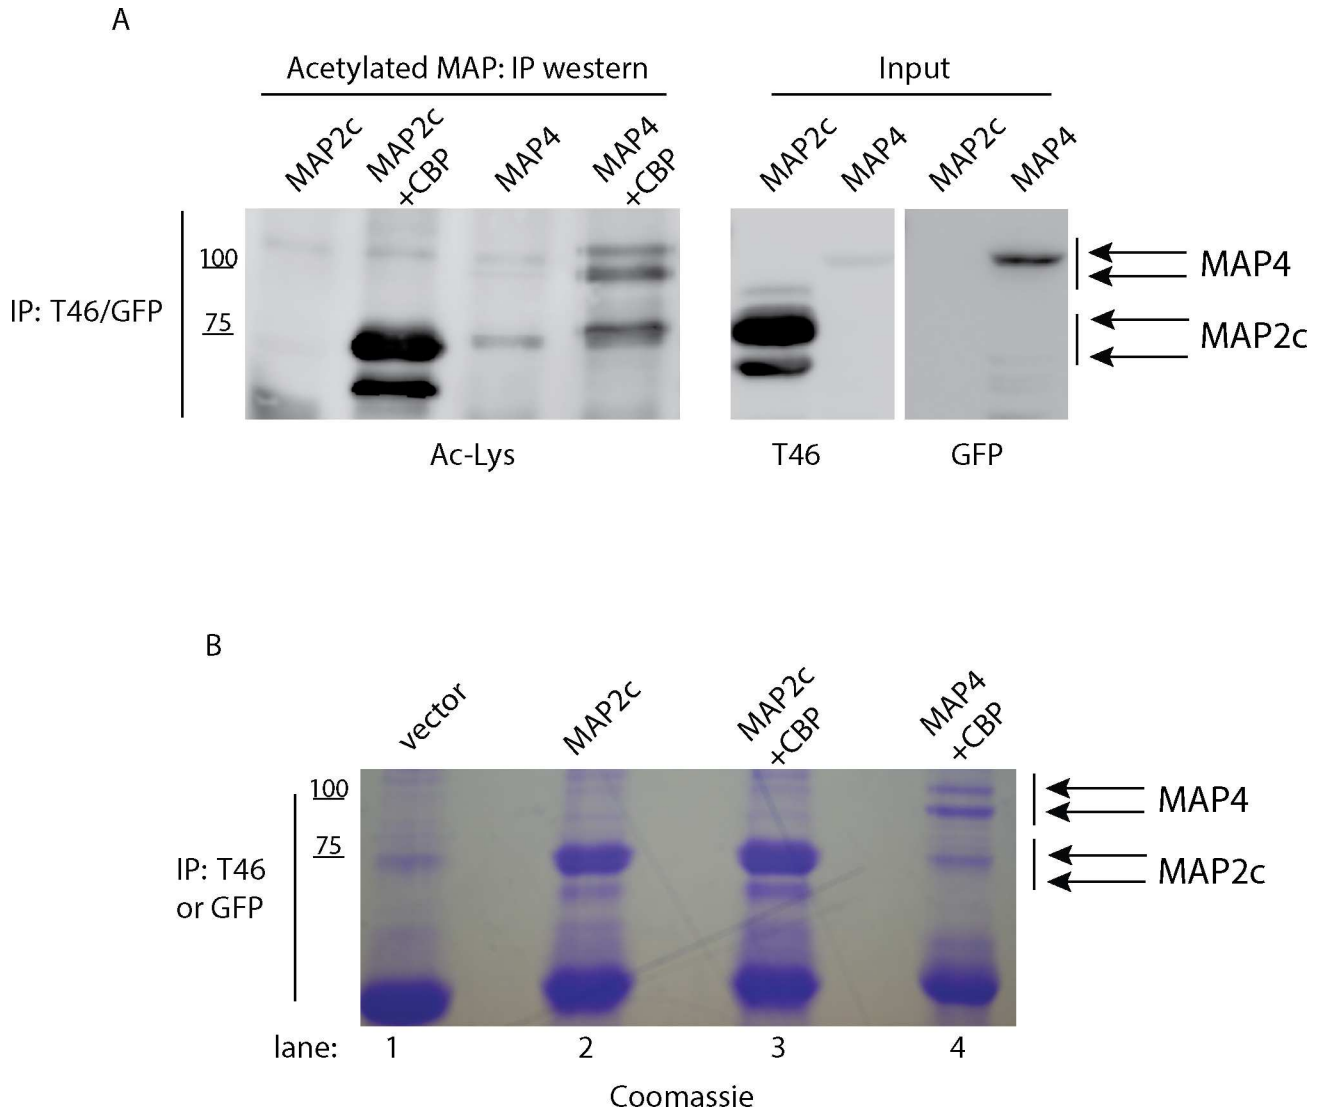 A
Acetylated MAP: IP western
Input
MAP2c
MAP2c
+CBP
MAP4
MAP4
+CBP
MAP2c
MAP4
MAP2c
MAP4
100
75
IP: T46/GFP
MAP4
MAP2c
Ac-Lys
T46
GFP
B
vector
MAP2c
MAP2c
+CBP
MAP4
+CBP
100
75
IP: T46
or GFP
MAP4
MAP2c
lane:
1
2
3
4
Coomassie